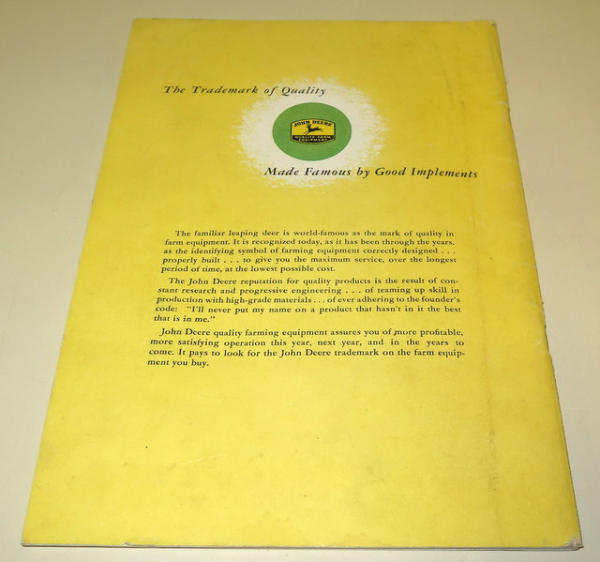 The Trademark of Quality
JOHN DEERE
QUALITY FARM
EQUIPMENT
Made Famous by Good Implements
The familiar leaping deer is world-famous as the mark of quality in
farm equipment. It is recognized today, as it has been through the years,
as the identifying symbol of farming equipment correctly designed . . .
properly built . . . to give you the maximum service, over the longest
period of time, at the lowest possible cost.
The John Deere reputation for quality products is the result of con-
stant research and progressive engineering . . . of teaming up skill in
production with high-grade materials . . . of ever adhering to the founder's
code: "I'll never put my name on a product that hasn't in it the best
that is in me."
John Deere quality farming equipment assures you of more profitable,
more satisfying operation this year, next year, and in the years to
come. It pays to look for the John Deere trademark on the farm equip-
ment you buy.